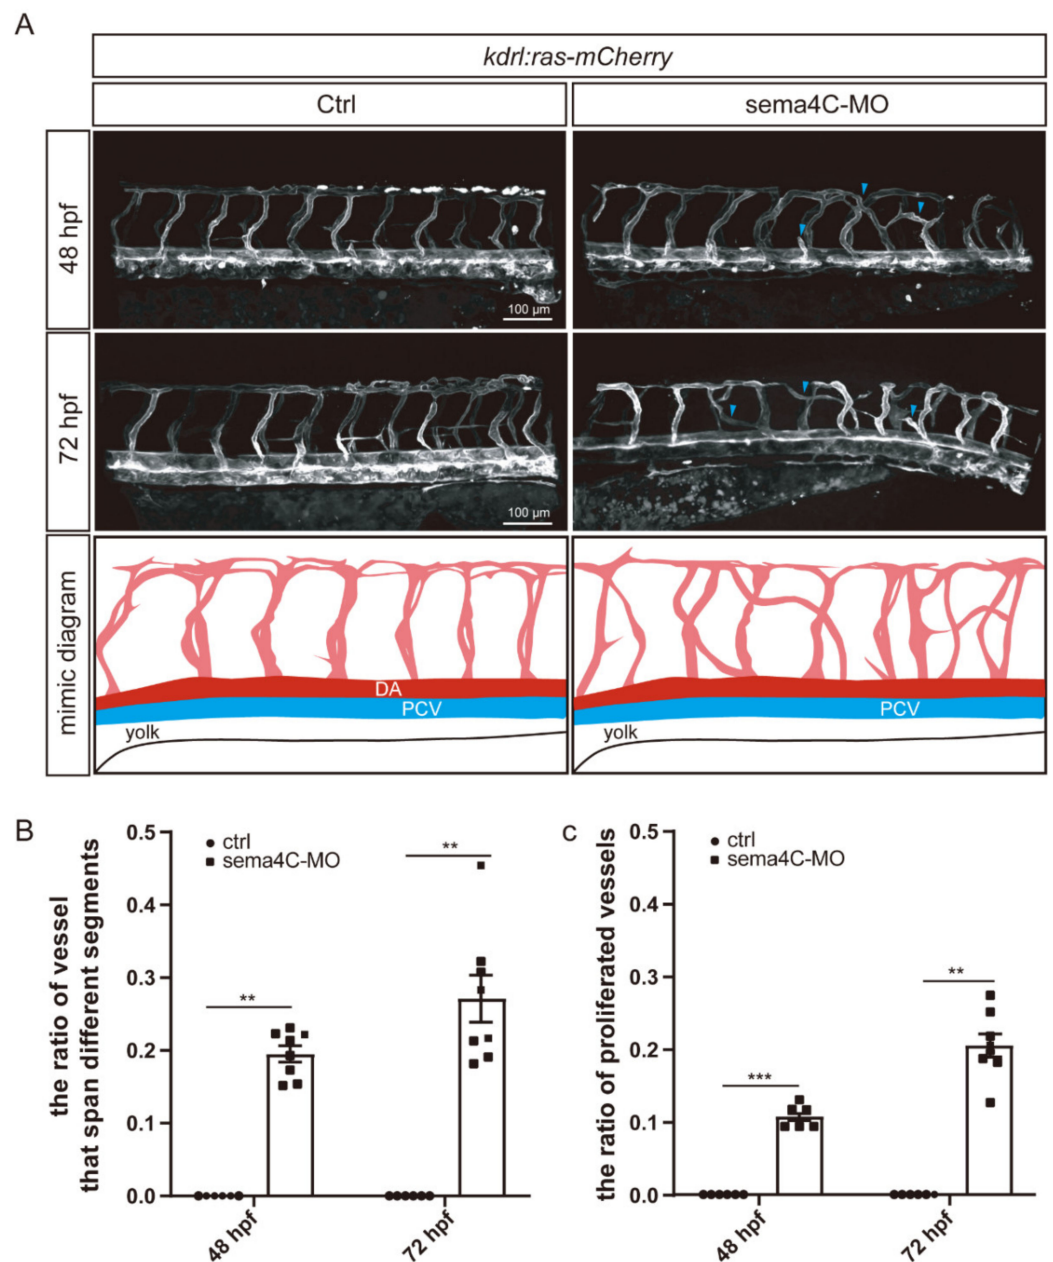 A
kdrl:ras-mCherry
Ctrl
sema4C-MO
48 hpf
100 μm
72 hpf
100 μm
mimic diagram
DA
PCV
PCV
yolk
yolk
B
the ratio of vessel
that span different segments
0.5
0.4
0.3
0.2
0.1
0.0
ctrl
sema4C-MO
**
**
48 hpf
72 hpf
c
the ratio of proliferated vessels
0.5
0.4
0.3
0.2
0.1
0.0
ctrl
sema4C-MO
***
**
48 hpf
72 hpf